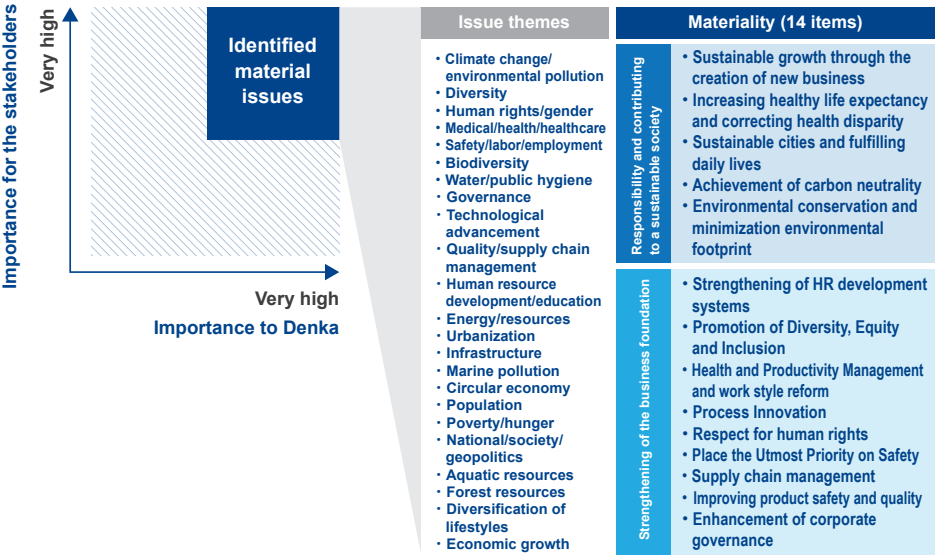 Importance for the stakeholders
Very high
Identified
material
issues
Very high
Importance to Denka
Issue themes
・Climate change/
environmental pollution
・Diversity
・Human rights/gender
・Medical/health/healthcare
・Safety/labor/employment
・Biodiversity
・Water/public hygiene
・Governance
・Technological
advancement
・Quality/supply chain
management
・Human resource
development/education
・Energy/resources
・Urbanization
・Infrastructure
・Marine pollution
・Circular economy
・Population
・Poverty/hunger
・National/society/
geopolitics
・Aquatic resources
・Forest resources
・Diversification of
lifestyles
・Economic growth
Materiality (14 items)
Responsibility and contributing
to a sustainable society
• Sustainable growth through the
creation of new business
• Increasing healthy life expectancy
and correcting health disparity
• Sustainable cities and fulfilling
daily lives
• Achievement of carbon neutrality
• Environmental conservation and
minimization environmental
footprint
Strengthening of the business foundation
• Strengthening of HR development
systems
• Promotion of Diversity, Equity
and Inclusion
• Health and Productivity Management
and work style reform
• Process Innovation
• Respect for human rights
• Place the Utmost Priority on Safety
• Supply chain management
• Improving product safety and quality
• Enhancement of corporate
governance